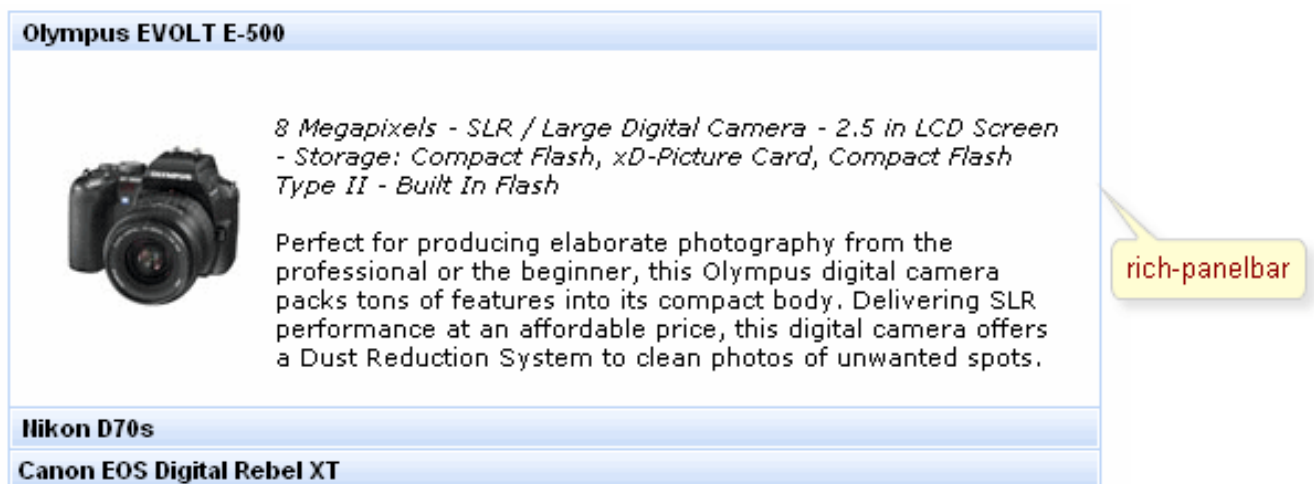 Olympus EVOLT E-500
8 Megapixels - SLR / Large Digital Camera - 2.5 in LCD Screen
- Storage: Compact Flash, xD-Picture Card, Compact Flash
Type II - Built In Flash
OLYMPUS
Perfect for producing elaborate photography from the
professional or the beginner, this Olympus digital camera
packs tons of features into its compact body. Delivering SLR
performance at an affordable price, this digital camera offers
a Dust Reduction System to clean photos of unwanted spots.
rich-panelbar
Nikon D70s
Canon EOS Digital Rebel XT